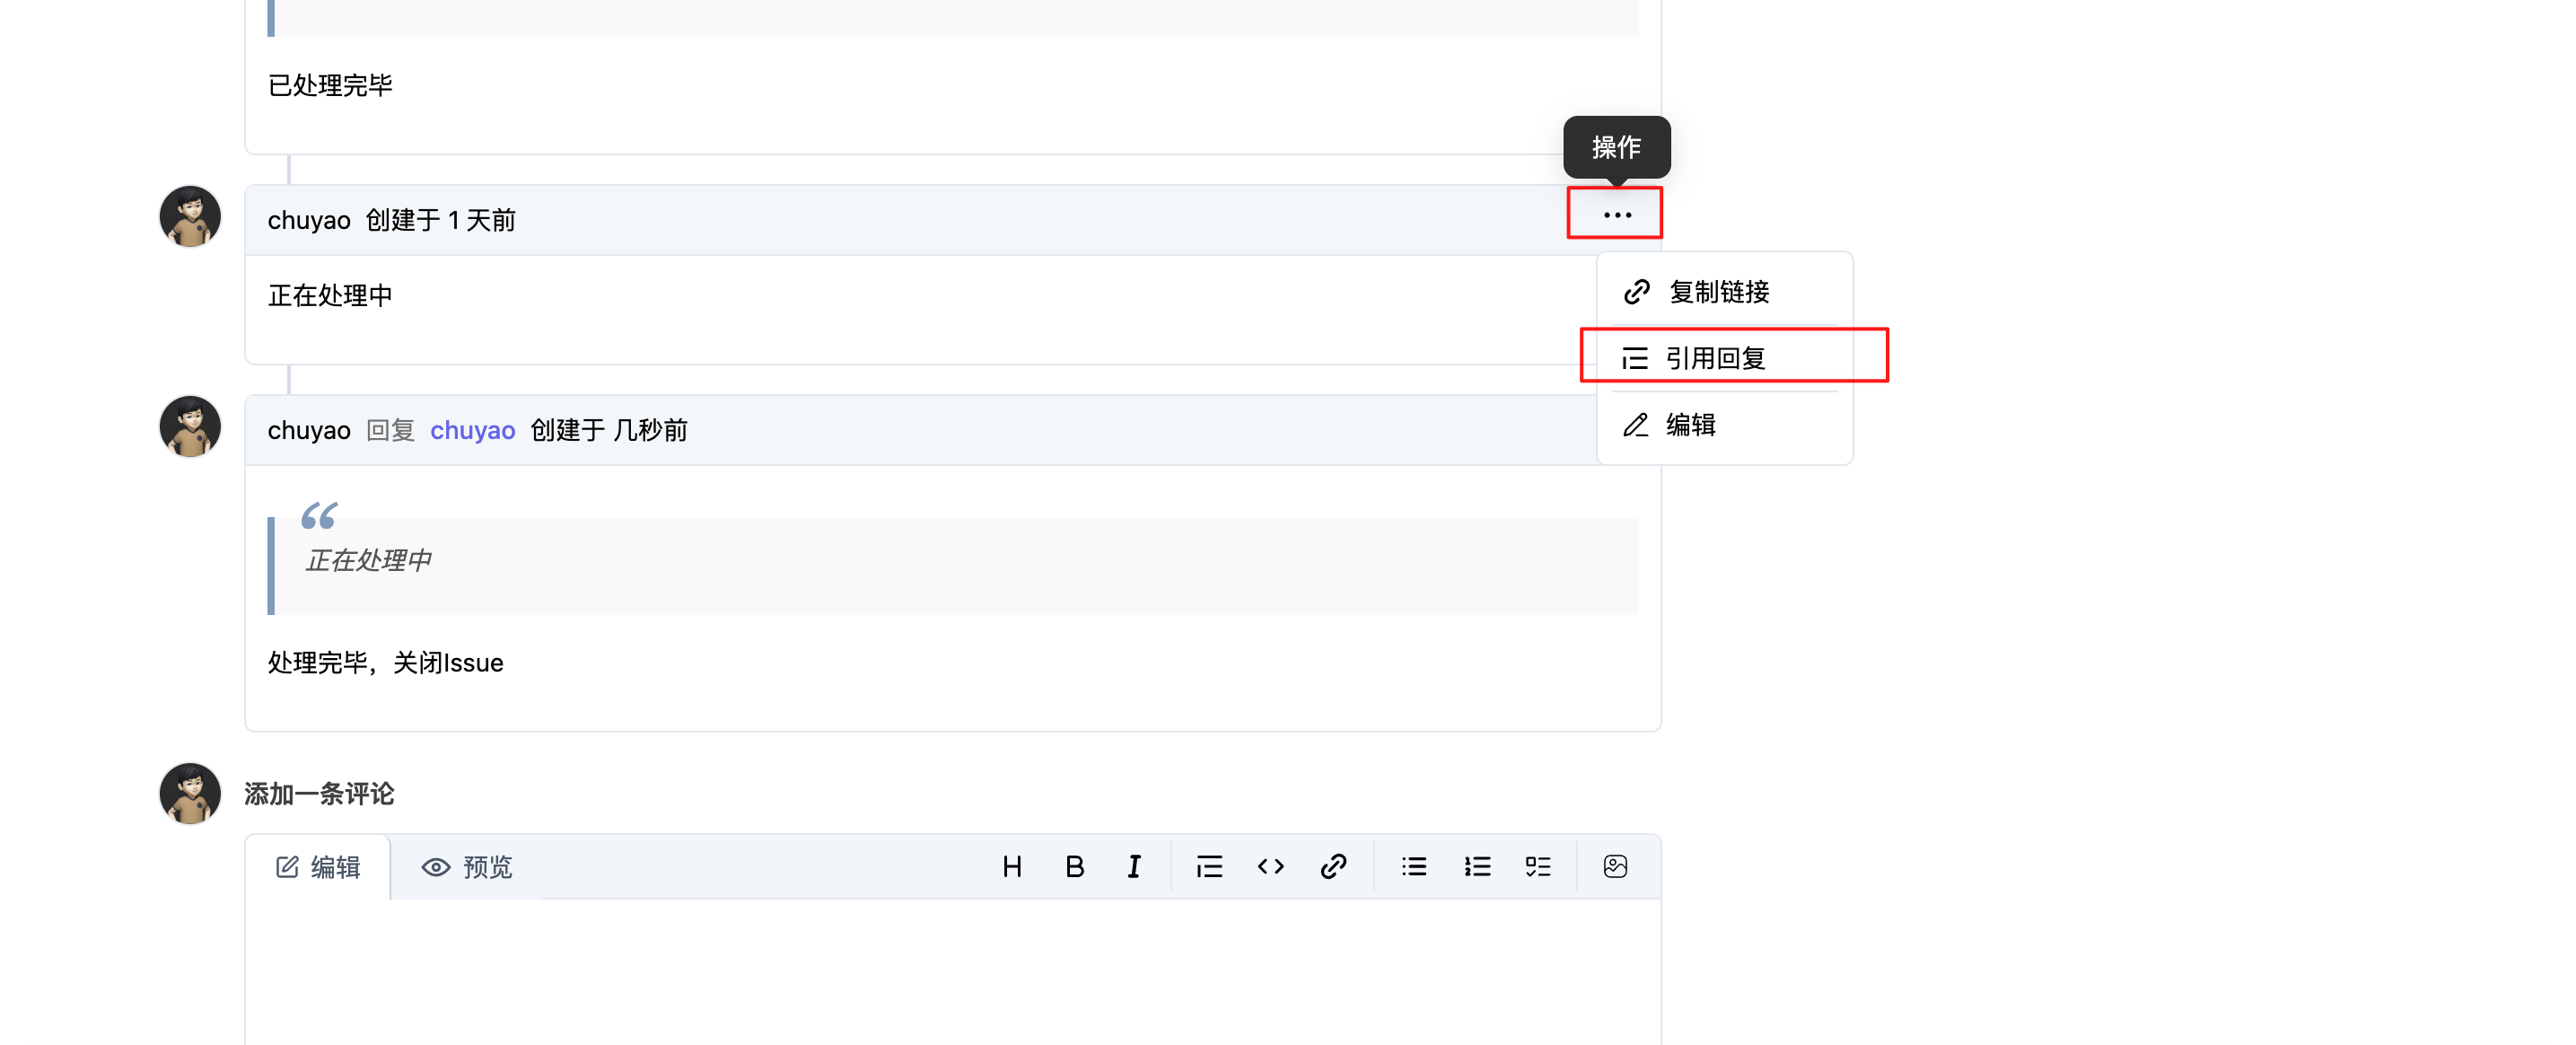 已处理完毕
操作
chuyao 创建于 1 天前
正在处理中
复制链接
引用回复
编辑
chuyao 回复 chuyao 创建于 几秒前
“
正在处理中
处理完毕，关闭Issue
添加一条评论
编辑 预览 H B I